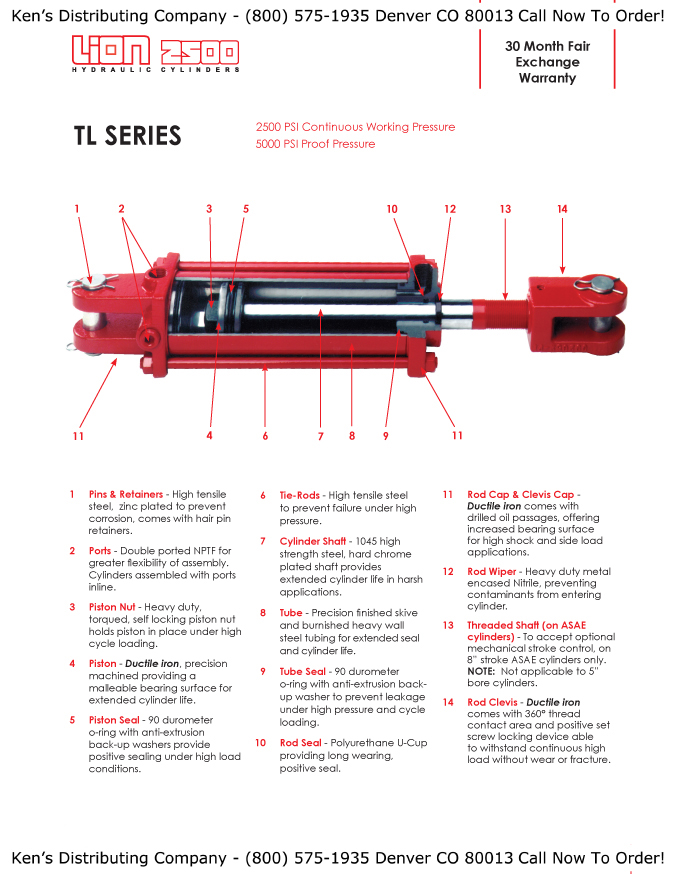 Ken's Distributing Company - (800) 575-1935 Denver CO 80013 Call Now To Order!
LION 2500
HYDRAULIC CYLINDERS
30 Month Fair
Exchange
Warranty
TL SERIES
2500 PSI Continuous Working Pressure
5000 PSI Proof Pressure
1 2 3 5 10 12 13 14
11 4 6 7 8 9 11
1 Pins & Retainers - High tensile
steel, zinc plated to prevent
corrosion, comes with hair pin
retainers.
2 Ports - Double ported NPTF for
greater flexibility of assembly.
Cylinders assembled with ports
inline.
3 Piston Nut - Heavy duty,
torqued, self locking piston nut
holds piston in place under high
cycle loading.
4 Piston - Ductile iron, precision
machined providing a
malleable bearing surface for
extended cylinder life.
5 Piston Seal - 90 durometer
o-ring with anti-extrusion
back-up washers provide
positive sealing under high load
conditions.
6 Tie-Rods - High tensile steel
to prevent failure under high
pressure.
7 Cylinder Shaft - 1045 high
strength steel, hard chrome
plated shaft provides
extended cylinder life in harsh
applications.
8 Tube - Precision finished skive
and burnished heavy wall
steel tubing for extended seal
and cylinder life.
9 Tube Seal - 90 durometer
o-ring with anti-extrusion back-
up washer to prevent leakage
under high pressure and cycle
loading.
10 Rod Seal - Polyurethane U-Cup
providing long wearing,
positive seal.
11 Rod Cap & Clevis Cap -
Ductile iron comes with
drilled oil passages, offering
increased bearing surface
for high shock and side load
applications.
12 Rod Wiper - Heavy duty metal
encased Nitrile, preventing
contaminants from entering
cylinder.
13 Threaded Shaft (on ASAE
cylinders) - To accept optional
mechanical stroke control, on
8" stroke ASAE cylinders only.
NOTE: Not applicable to 5"
bore cylinders.
14 Rod Clevis - Ductile iron
comes with 360° thread
contact area and positive set
screw locking device able
to withstand continuous high
load without wear or fracture.
Ken's Distributing Company - (800) 575-1935 Denver CO 80013 Call Now To Order!